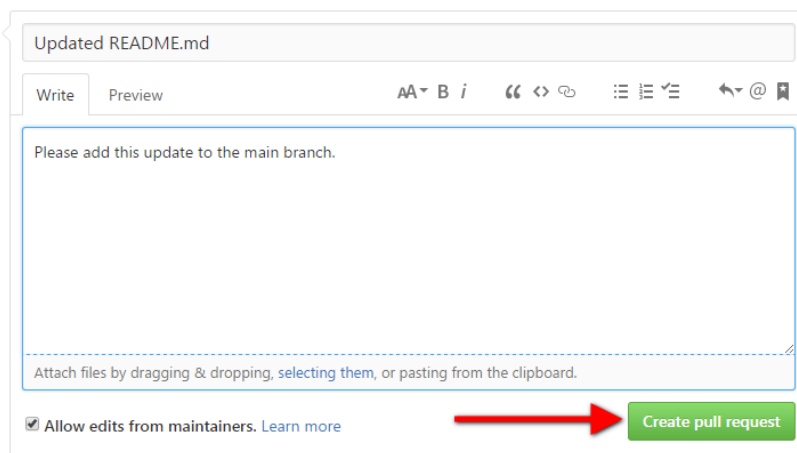 Updated README.md
Write Preview AA B i “ <> @
Please add this update to the main branch.
Attach files by dragging & dropping, selecting them, or pasting from the clipboard.
Allow edits from maintainers. Learn more Create pull request